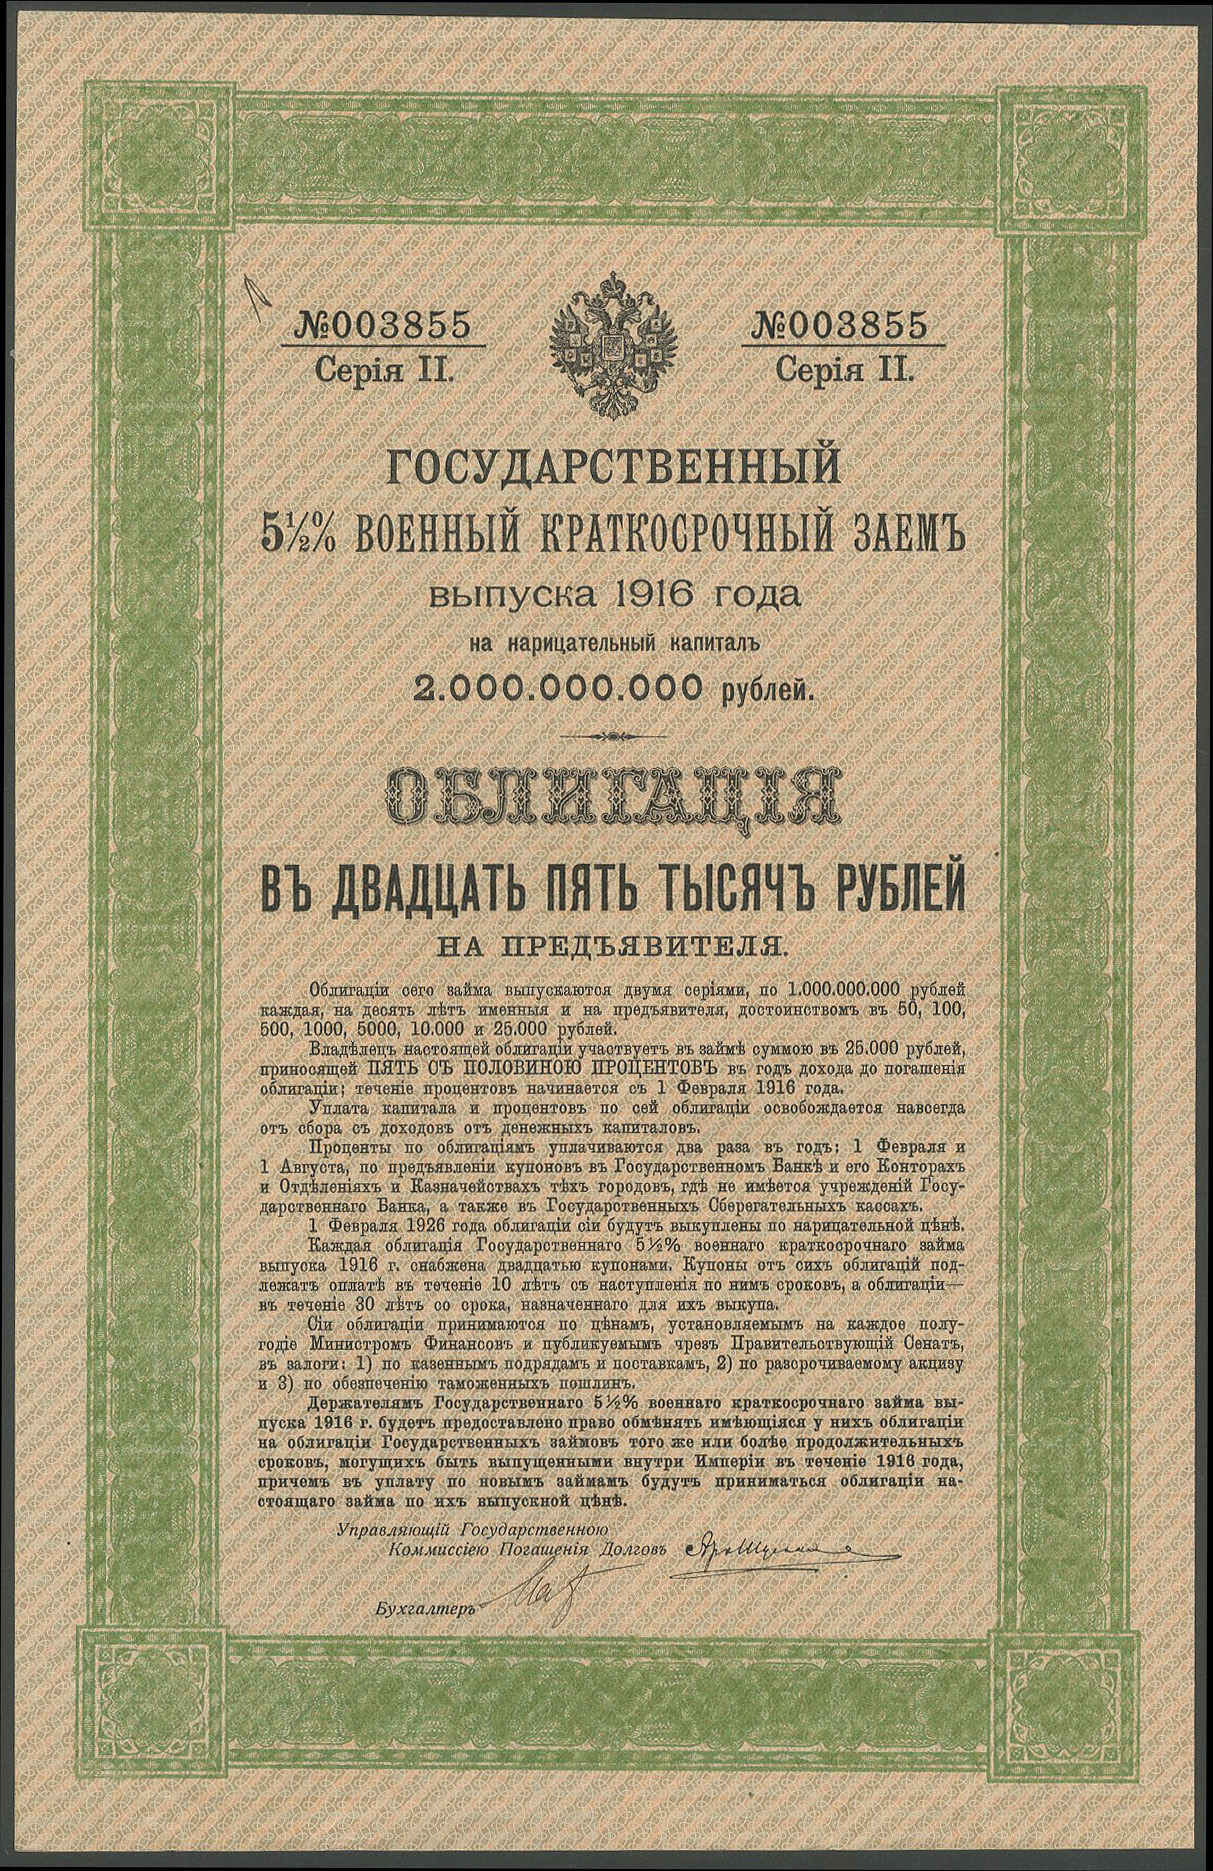 №003855
Серія II.
№003855
Серія II.
ГОСУДАРСТВЕННЫЙ
5½% ВОЕННЫЙ КРАТКОСРОЧНЫЙ ЗАЕМЪ
выпуска 1916 года
на нарицательный капиталъ
2.000.000.000 рублей.
ОБЛИГАЦІЯ
ВЪ ДВАДЦАТЬ ПЯТЬ ТЫСЯЧЪ РУБЛЕЙ
НА ПРЕДЪЯВИТЕЛЯ.
Облигаціи сего займа выпускаются двумя серіями, по 1.000.000.000 рублей
каждая, на десять лѣтъ именныя и на предъявителя, достоинствомъ въ 50, 100,
500, 1000, 5000, 10.000 и 25.000 рублей.
Владѣлецъ настоящей облигаціи участвуетъ въ займѣ суммою въ 25.000 рублей,
приносящей ПЯТЬ СЪ ПОЛОВИНОЮ ПРОЦЕНТОВЪ въ годъ дохода до погашенія
облигаціи; теченіе процентовъ начинается съ 1 Февраля 1916 года.
Уплата капитала и процентовъ по сей облигаціи освобождается навсегда
отъ сбора съ доходовъ отъ денежныхъ капиталовъ.
Проценты по облигаціямъ уплачиваются два раза въ годъ: 1 Февраля и
1 Августа, по предъявленіи купоновъ въ Государственномъ Банкѣ и его Конторахъ
и Отдѣленіяхъ и Казначействахъ тѣхъ городовъ, гдѣ не имѣется учрежденій Госу-
дарственнаго Банка, а также въ Государственныхъ Сберегательныхъ кассахъ.
1 Февраля 1926 года облигаціи сіи будутъ выкуплены по нарицательной цѣнѣ.
Каждая облигація Государственнаго 5½% военнаго краткосрочнаго займа
выпуска 1916 г. снабжена двадцатью купонами. Купоны отъ сихъ облигацій под-
лежатъ оплатѣ въ теченіе 10 лѣтъ съ наступленія по нимъ сроковъ, а облигаціи—
въ теченіе 30 лѣтъ со срока, назначеннаго для ихъ выкупа.
Сіи облигаціи принимаются по цѣнамъ, установляемымъ на каждое полу-
годіе Министромъ Финансовъ и публикуемымъ чрезъ Правительствующій Сенатъ,
въ залоги: 1) по казеннымъ подрядамъ и поставкамъ, 2) по разсрочиваемому акцизу
и 3) по обезпеченію таможенныхъ пошлинъ.
Держателямъ Государственнаго 5½% военнаго краткосрочнаго займа вы-
пуска 1916 г. будетъ предоставлено право обмѣнять имѣющіяся у нихъ облигаціи
на облигаціи Государственныхъ займовъ того же или болѣе продолжительныхъ
сроковъ, могущихъ быть выпущенными внутри Имперіи въ теченіе 1916 года,
причемъ въ уплату по новымъ займамъ будутъ приниматься облигаціи на-
стоящаго займа по ихъ выпускной цѣнѣ.
Управляющій Государственною
Коммиссіею Погашенія Долговъ
Бухгалтеръ